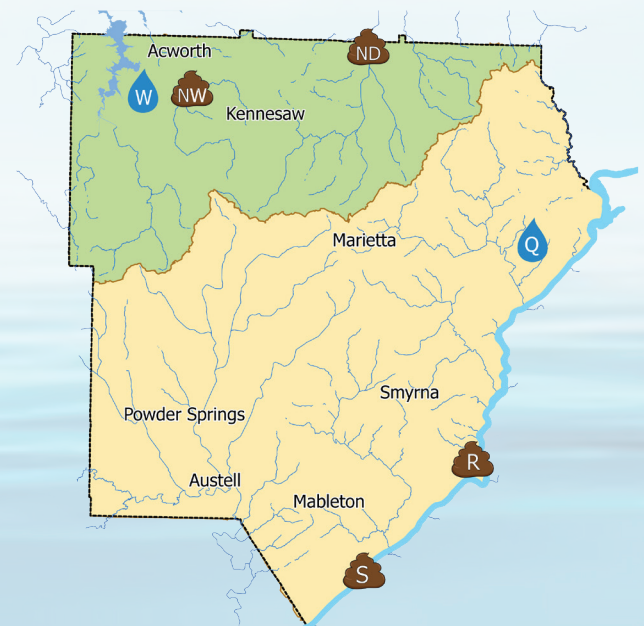 Acworth
ND
W
NW
Kennesaw
Marietta
Q
Smyrna
Powder Springs
R
Austell
Mableton
S